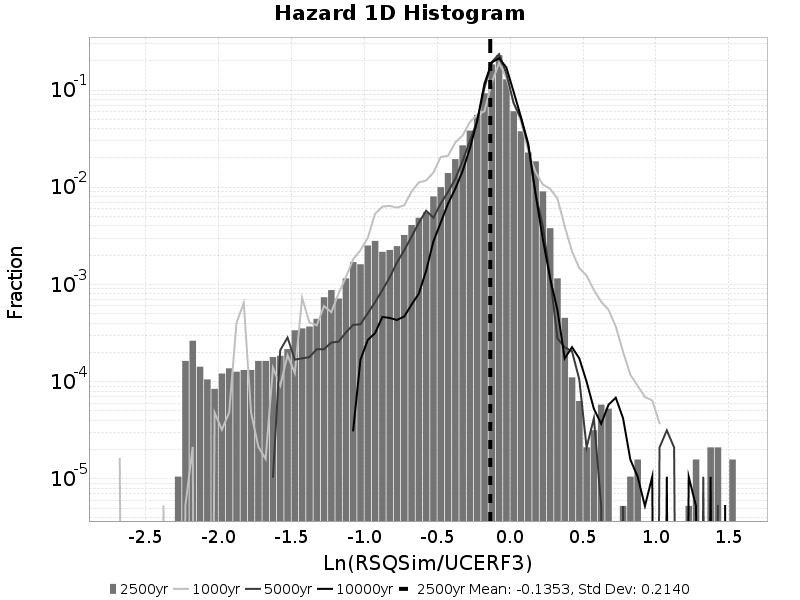 Hazard 1D Histogram
Fraction
10-1
10-2
10-3
10-4
10-5
-2.5 -2.0 -1.5 -1.0 -0.5 0.0 0.5 1.0 1.5
Ln(RSQSim/UCERF3)
2500yr 1000yr 5000yr 10000yr 2500yr Mean: -0.1353, Std Dev: 0.2140